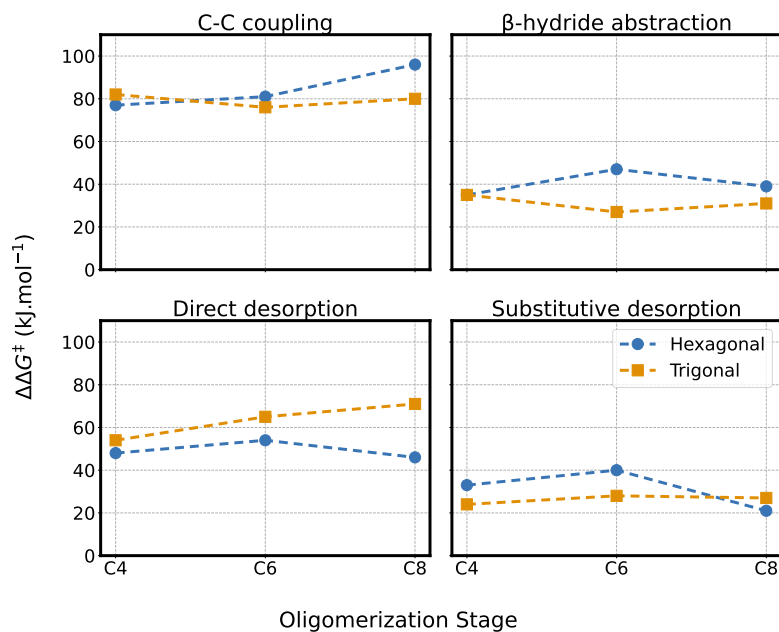 C-C coupling
β-hydride abstraction
100
80
60
40
20
0
Direct desorption
Substitutive desorption
100
80
60
40
20
0
Hexagonal
Trigonal
C4
C6
C8
C4
C6
C8
ΔΔG‡ (kJ.mol−1)
Oligomerization Stage